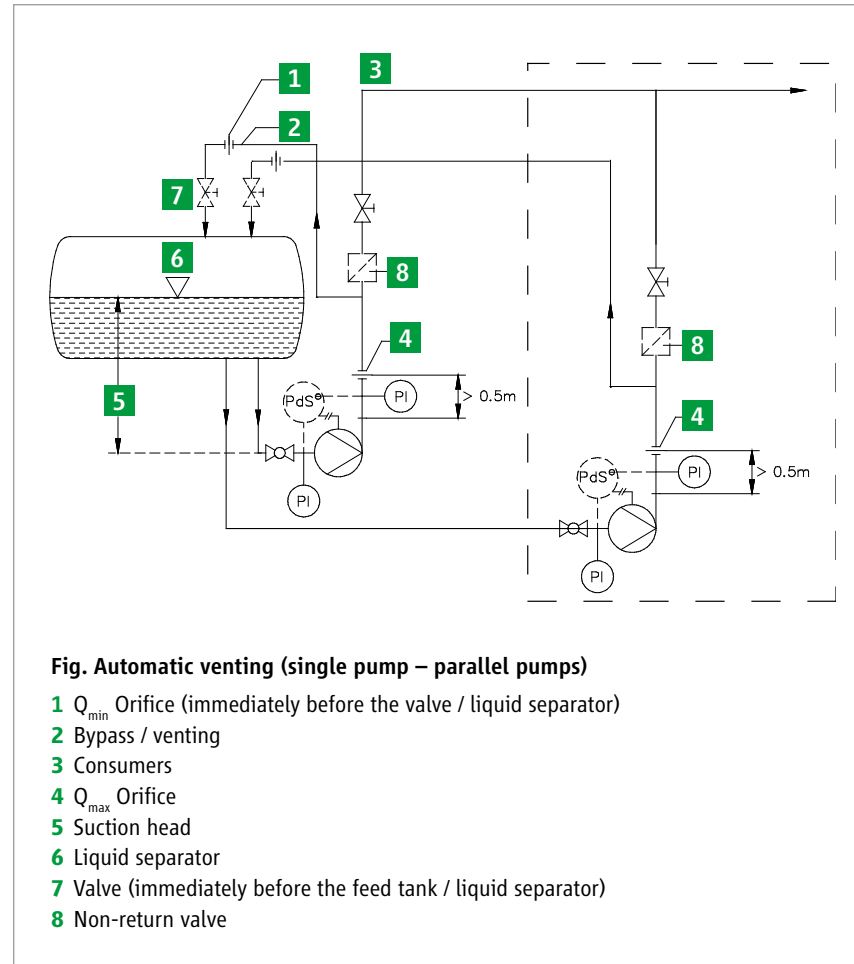 1
3
2
7
6
8
4
5
PdS
PI
> 0.5m
PI
8
4
PdS
PI
> 0.5m
PI
Fig. Automatic venting (single pump – parallel pumps)
1 Qmin Orifice (immediately before the valve / liquid separator)
2 Bypass / venting
3 Consumers
4 Qmax Orifice
5 Suction head
6 Liquid separator
7 Valve (immediately before the feed tank / liquid separator)
8 Non-return valve